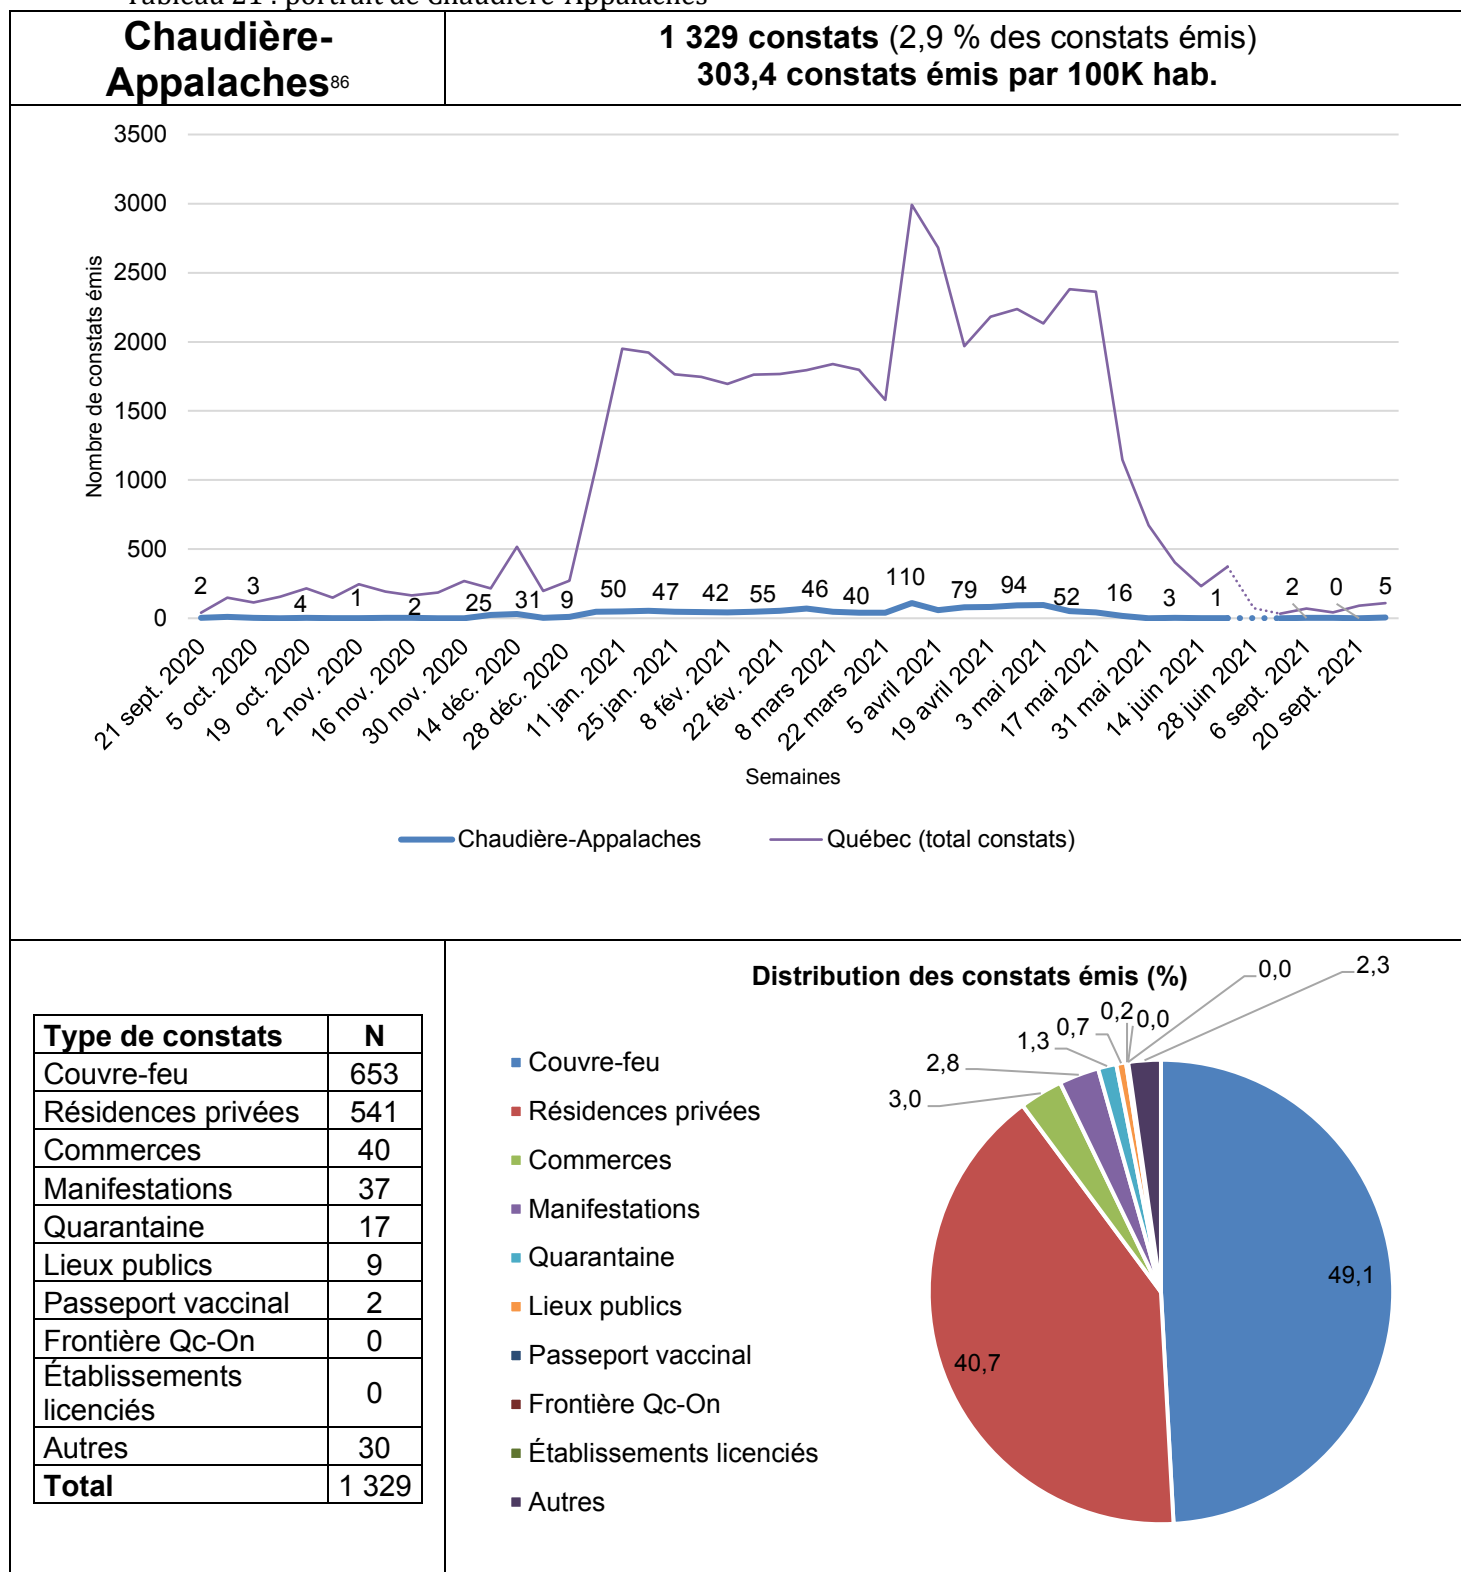 Tableau 21 : portrait de Chaudière-Appalaches
Chaudière-
Appalaches86
1 329 constats (2,9 % des constats émis)
303,4 constats émis par 100K hab.
3500
3000
2500
2000
1500
1000
500
0
Nombre de constats émis
2
3
4
1
2
25
31
9
50
47
42
55
46
40
110
79
94
52
16
3
1
2
0
5
21 sept. 2020
5 oct. 2020
19 oct. 2020
2 nov. 2020
16 nov. 2020
30 nov. 2020
14 déc. 2020
28 déc. 2020
11 jan. 2021
25 jan. 2021
8 fév. 2021
22 fév. 2021
8 mars 2021
22 mars 2021
5 avril 2021
19 avril 2021
3 mai 2021
17 mai 2021
31 mai 2021
14 juin 2021
28 juin 2021
6 sept. 2021
20 sept. 2021
Semaines
Chaudière-Appalaches
Québec (total constats)
Type de constats N
Couvre-feu 653
Résidences privées 541
Commerces 40
Manifestations 37
Quarantaine 17
Lieux publics 9
Passeport vaccinal 2
Frontière Qc-On 0
Établissements
licenciés 0
Autres 30
Total 1 329
Distribution des constats émis (%)
Couvre-feu
Résidences privées
Commerces
Manifestations
Quarantaine
Lieux publics
Passeport vaccinal
Frontière Qc-On
Établissements licenciés
Autres
49,1
40,7
3,0
2,8
1,3
0,7
0,2
0,0
0,0
2,3